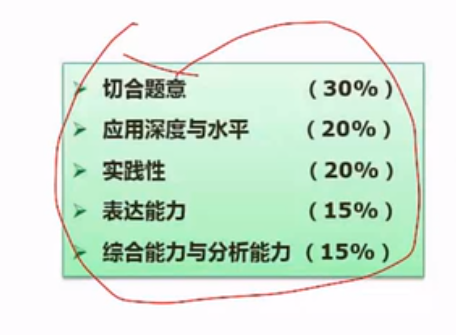 切合题意 （30%）
应用深度与水平 （20%）
实践性 （20%）
表达能力 （15%）
综合能力与分析能力（15%）